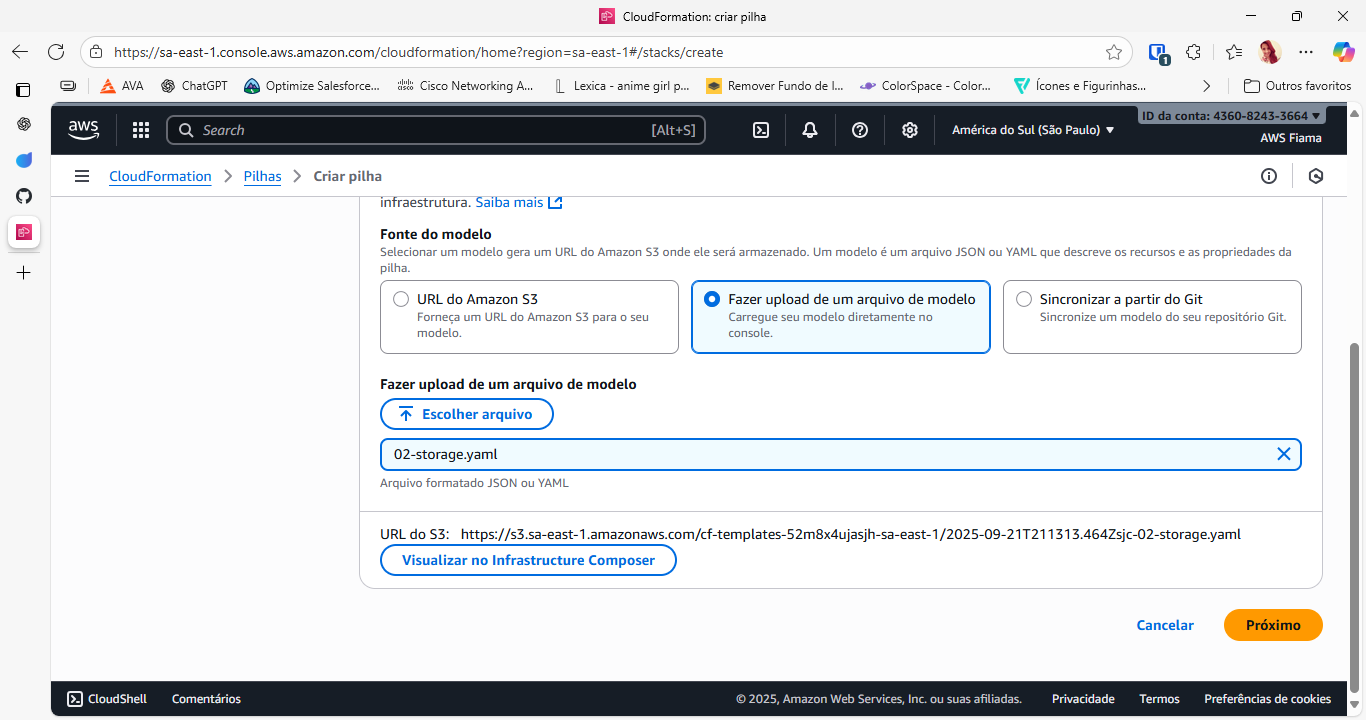 CloudFormation: criar pilha
https://sa-east-1.console.aws.amazon.com/cloudformation/home?region=sa-east-1#/stacks/create
1
AVA
ChatGPT
Optimize Salesforce...
Cisco Networking A...
Lexica - anime girl p...
Remover Fundo de I...
ColorSpace - Color...
Ícones e Figurinhas...
Outros favoritos
aws
Search
[Alt+S]
América do Sul (São Paulo)
ID da conta: 4360-8243-3664
AWS Fiama
CloudFormation
Pilhas
Criar pilha
infraestrutura. Saiba mais
Fonte do modelo
Selecionar um modelo gera um URL do Amazon S3 onde ele será armazenado. Um modelo é um arquivo JSON ou YAML que descreve os recursos e as propriedades da
pilha.
URL do Amazon S3
Forneça um URL do Amazon S3 para o seu
modelo.
Fazer upload de um arquivo de modelo
Carregue seu modelo diretamente no
console.
Sincronizar a partir do Git
Sincronize um modelo do seu repositório Git.
Fazer upload de um arquivo de modelo
Escolher arquivo
02-storage.yaml
Arquivo formatado JSON ou YAML
URL do S3: https://s3.sa-east-1.amazonaws.com/cf-templates-52m8x4ujasjh-sa-east-1/2025-09-21T211313.464Zsjc-02-storage.yaml
Visualizar no Infrastructure Composer
Cancelar
Próximo
CloudShell
Comentários
© 2025, Amazon Web Services, Inc. ou suas afiliadas.
Privacidade
Termos
Preferências de cookies